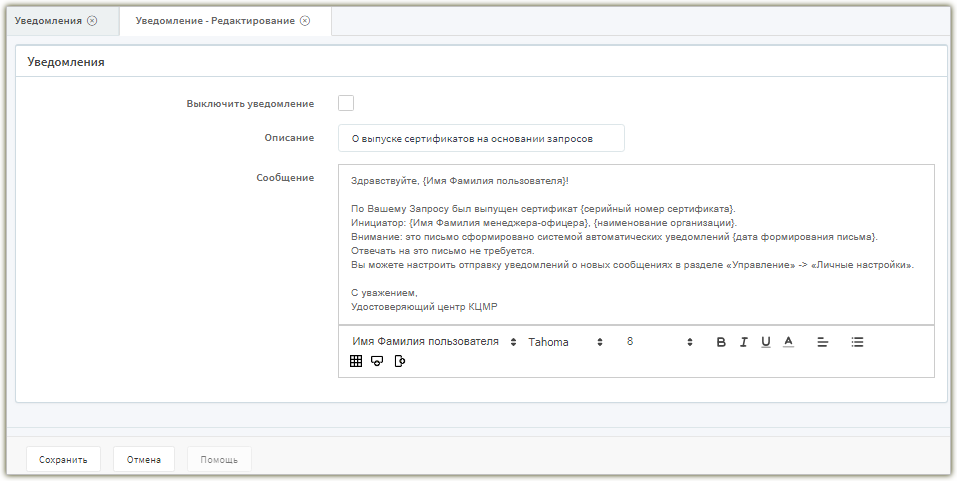 Уведомления
Уведомление - Редактирование
Уведомления
Выключить уведомление
Описание
О выпуске сертификатов на основании запросов
Сообщение
Здравствуйте, {Имя Фамилия пользователя}!
По Вашему Запросу был выпущен сертификат {серийный номер сертификата}.
Инициатор: {Имя Фамилия менеджера-офицера}, {наименование организации}.
Внимание: это письмо сформировано системой автоматических уведомлений {дата формирования письма}.
Отвечать на это письмо не требуется.
Вы можете настроить отправку уведомлений о новых сообщениях в разделе «Управление» -> «Личные настройки».
С уважением,
Удостоверяющий центр КЦМР
Имя Фамилия пользователя Tahoma 8 B I U A
Сохранить Отмена Помощь